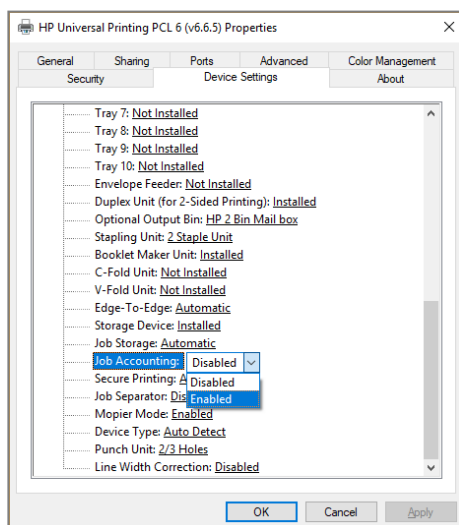 HP Universal Printing PCL 6 (v6.6.5) Properties
General Sharing Ports Advanced Color Management
Security Device Settings About
Tray 7: Not Installed
Tray 8: Not Installed
Tray 9: Not Installed
Tray 10: Not Installed
Envelope Feeder: Not Installed
Duplex Unit (for 2-Sided Printing): Installed
Optional Output Bin: HP 2 Bin Mail box
Stapling Unit: 2 Staple Unit
Booklet Maker Unit: Installed
C-Fold Unit: Not Installed
V-Fold Unit: Not Installed
Edge-To-Edge: Automatic
Storage Device: Installed
Job Storage: Automatic
Job Accounting: Disabled
Secure Printing: A Disabled
Job Separator: Dis Enabled
Mopier Mode: Enabled
Device Type: Auto Detect
Punch Unit: 2/3 Holes
Line Width Correction: Disabled
OK Cancel Apply